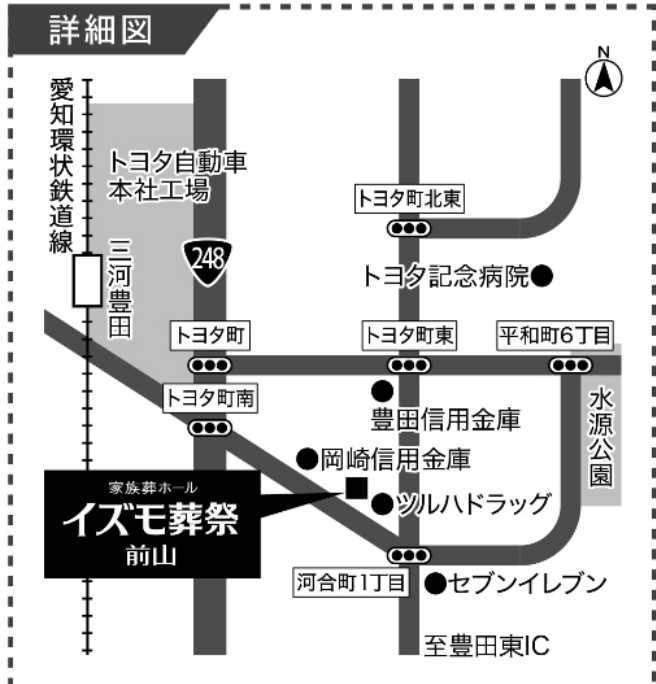 詳細図
N
愛知環状鉄道線
トヨタ自動車
本社工場
トヨタ町北東
三河豊田
248
トヨタ記念病院
トヨタ町
トヨタ町東
平和町6丁目
トヨタ町南
豊田信用金庫
水源公園
岡崎信用金庫
家族葬ホール
イズモ葬祭
前山
ツルハドラッグ
河合町1丁目
セブンイレブン
至豊田東IC